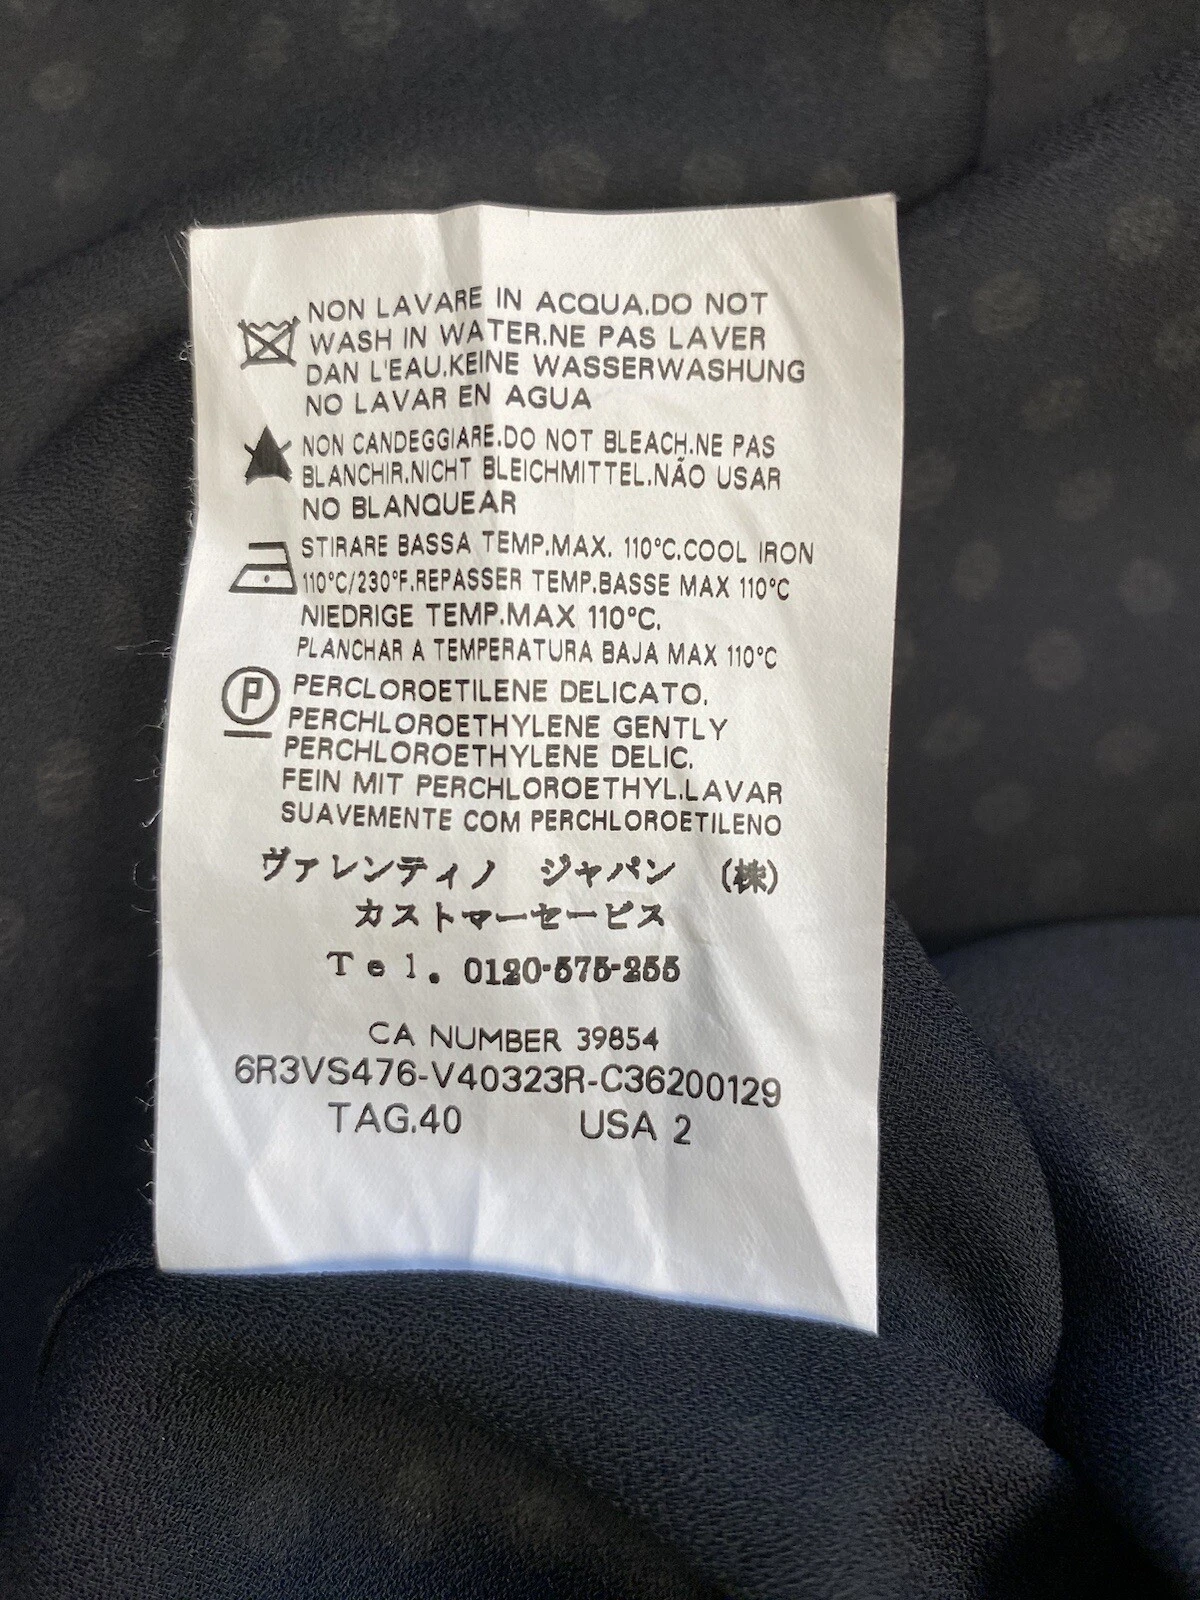 NON LAVARE IN ACQUA.DO NOT
WASH IN WATER.NE PAS LAVER
DAN L'EAU.KEINE WASSERWASHUNG
NO LAVAR EN AGUA
NON CANDEGGIARE.DO NOT BLEACH.NE PAS
BLANCHIR.NICHT BLEICHMITTEL.NÃO USAR
NO BLANQUEAR
STIRARE BASSA TEMP.MAX. 110°C.COOL IRON
110°C/230°F.REPASSER TEMP.BASSE MAX 110°C
NIEDRIGE TEMP.MAX 110°C.
PLANCHAR A TEMPERATURA BAJA MAX 110°C
P PERCLOROETILENE DELICATO.
PERCHLOROETHYLENE GENTLY
PERCHLOROETHYLENE DELIC.
FEIN MIT PERCHLOROETHYL.LAVAR
SUAVEMENTE COM PERCHLOROETILENO
ヴァレンティノ ジャパン (株)
カストマーセービス
Tel. 0120-575-255
CA NUMBER 39854
6R3VS476-V40323R-C36200129
TAG.40 USA 2